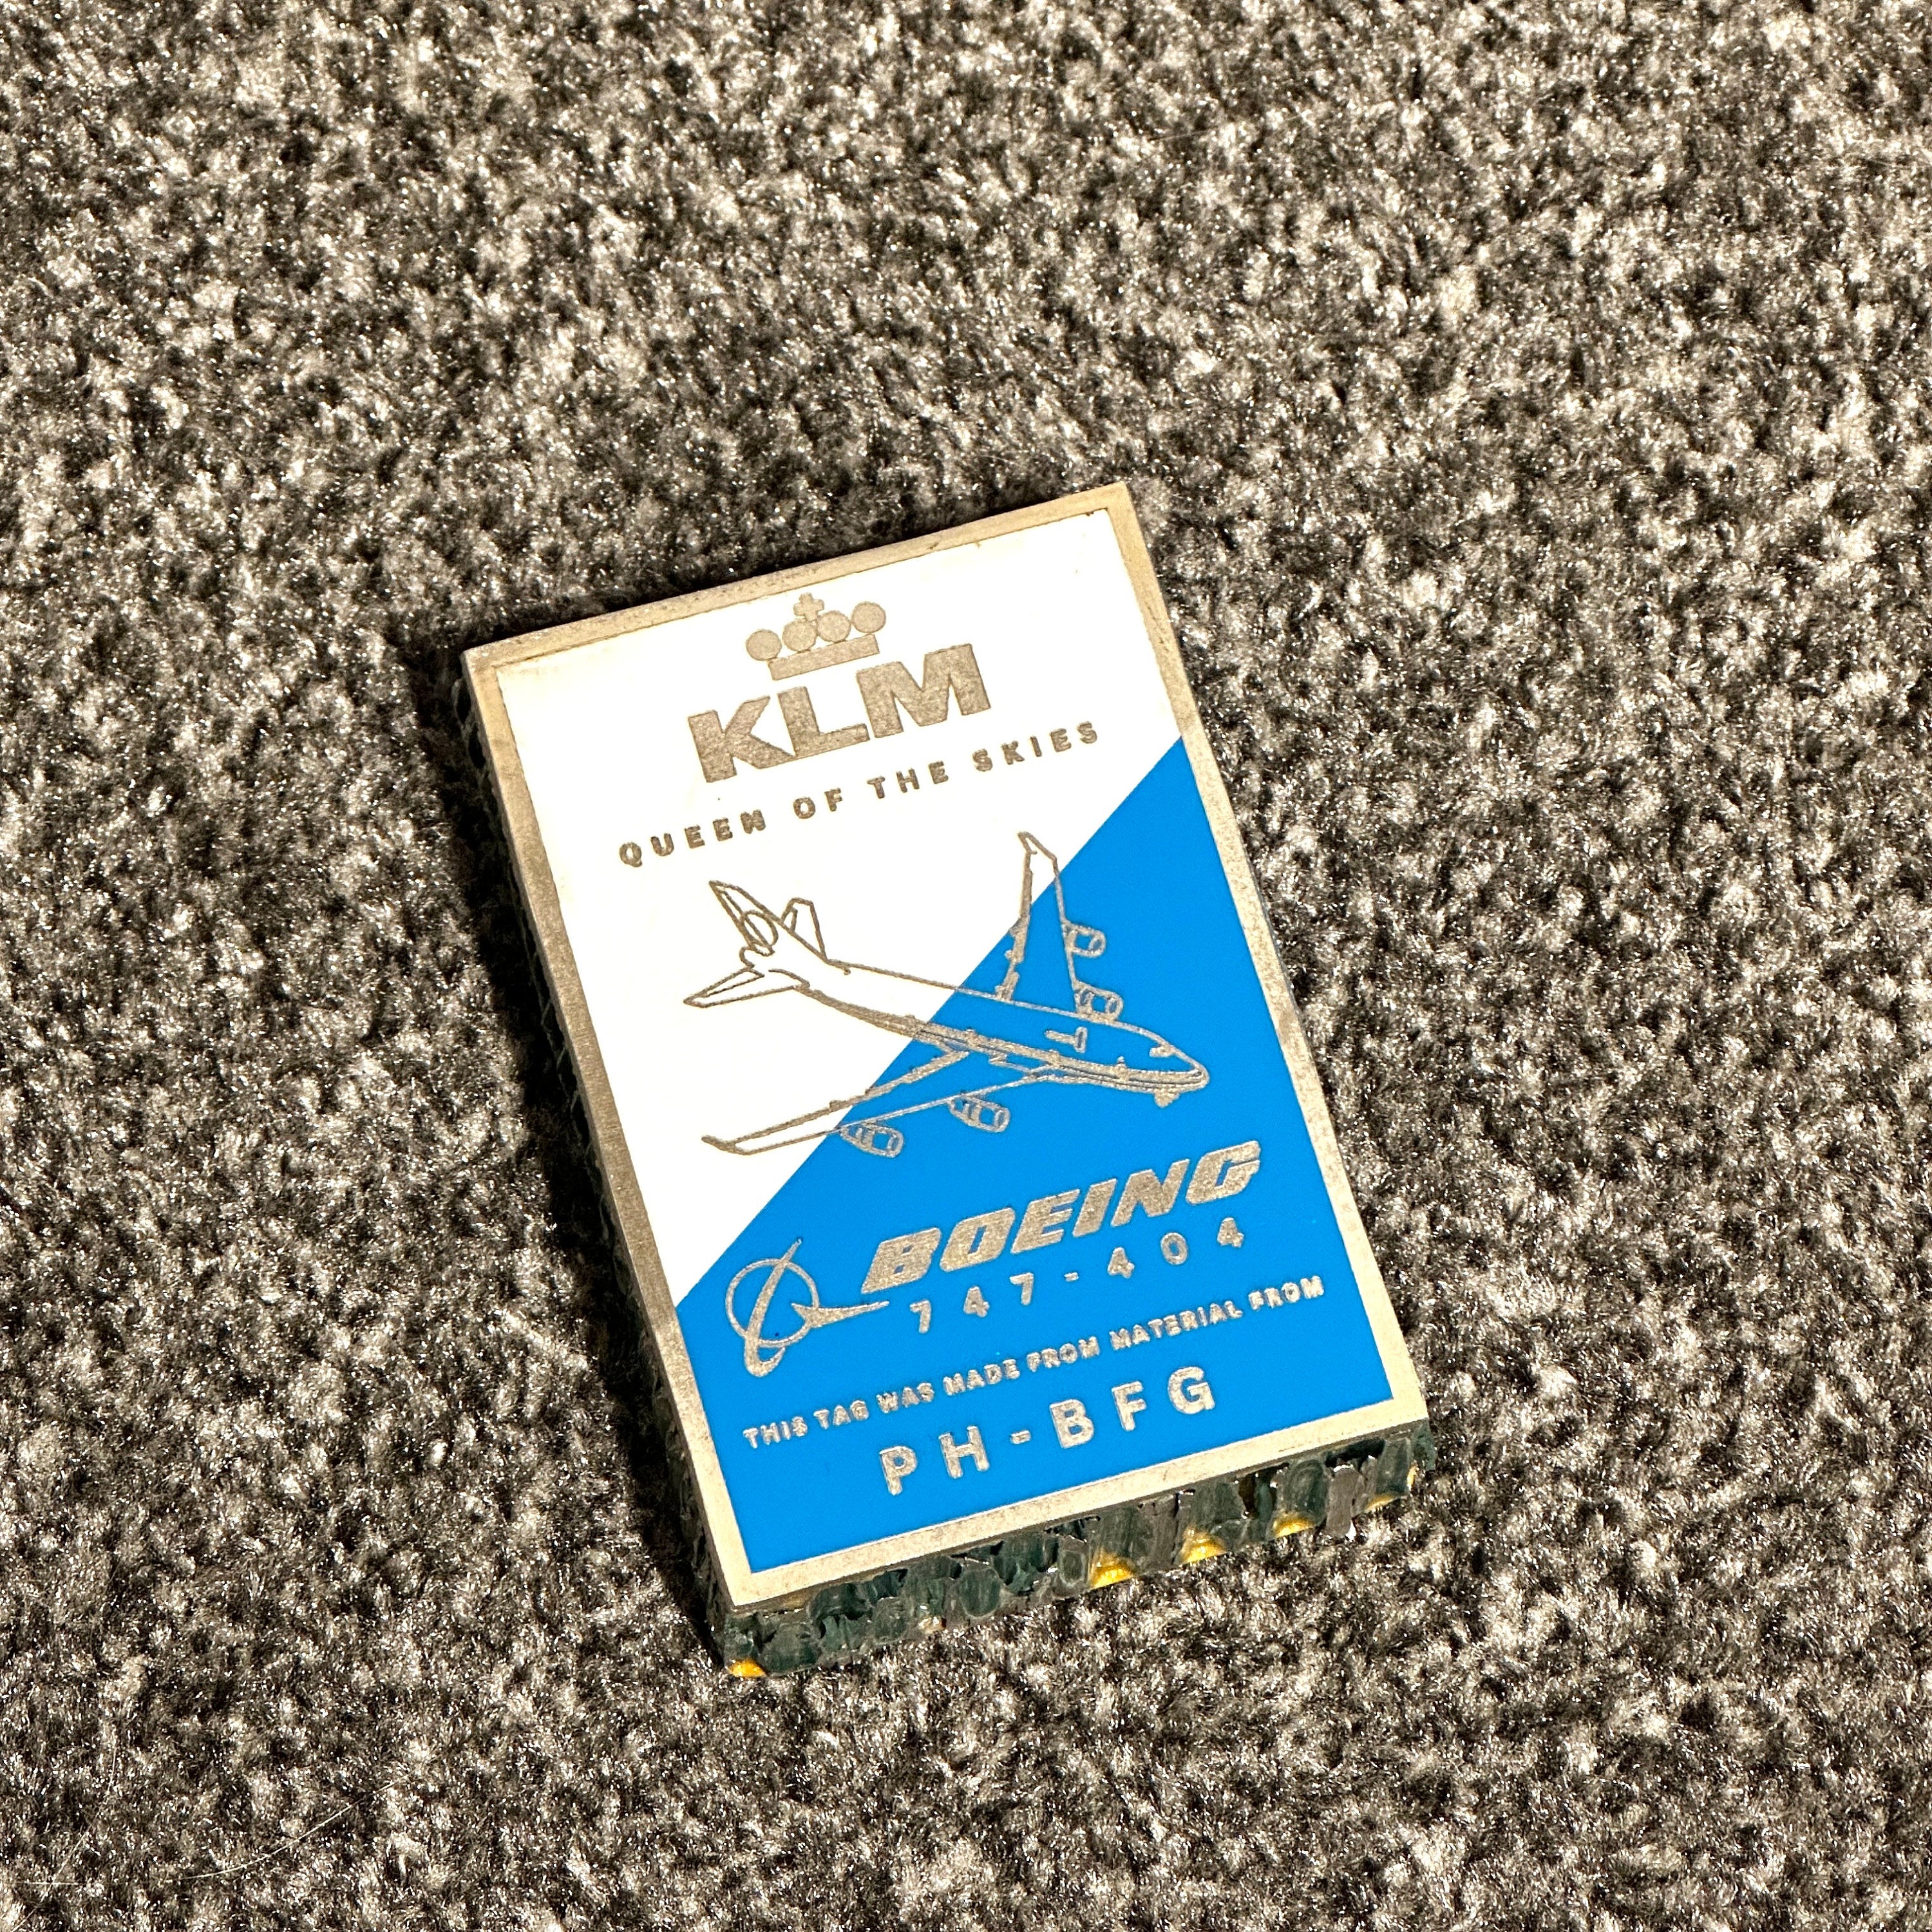 KLM
QUEEN OF THE SKIES
BOEING
747-404
THIS TAG WAS MADE FROM MATERIAL FROM
PH-BFG